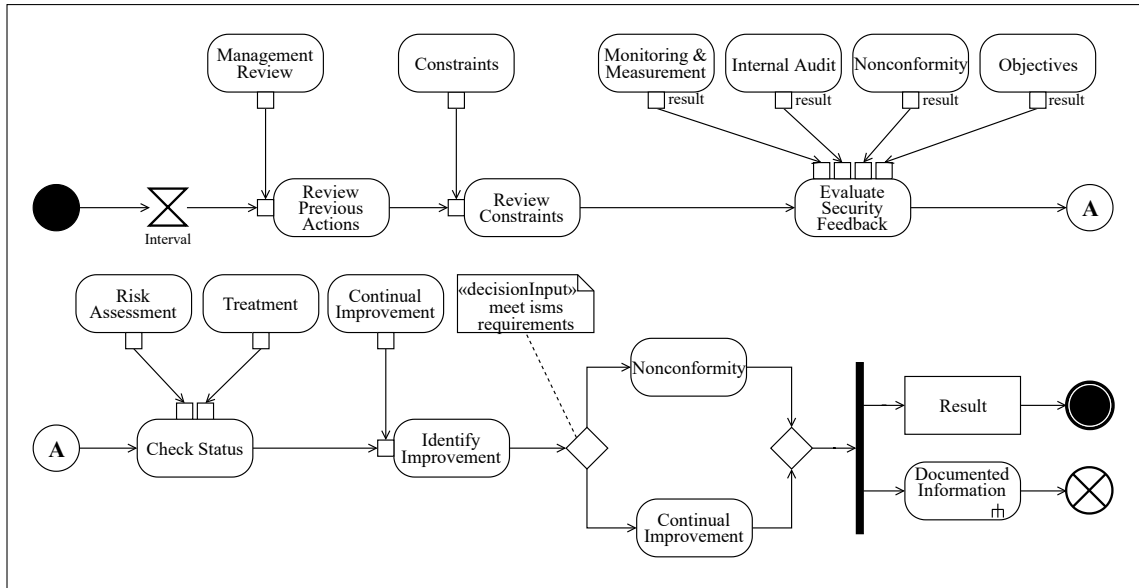 Management
Review
Constraints
Monitoring &
Measurement
Internal Audit
Nonconformity
Objectives
result
result
result
result
Interval
Review
Previous
Actions
Review
Constraints
Evaluate
Security
Feedback
A
Risk
Assessment
Treatment
Continual
Improvement
«decisionInput»
meet isms
requirements
Nonconformity
A
Check Status
Identify
Improvement
Result
Continual
Improvement
Documented
Information